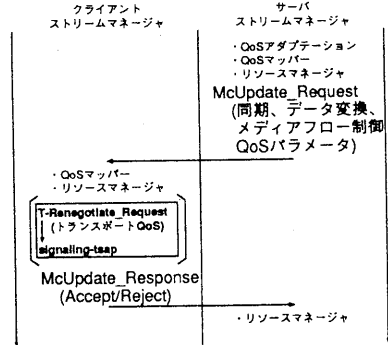 クライアント
ストリームマネージャ
サーバ
ストリームマネージャ
・QoSアダプテーション
・QoSマッパー
・リソースマネージャ
McUpdate_Request
(同期、データ変換、
メディアフロー制御
QoSパラメータ)
・QoSマッパー
・リソースマネージャ
T-Renegotiate_Request
(トランスポートQoS)
signaling-tsap
McUpdate_Response
(Accept/Reject)
・リソースマネージャ